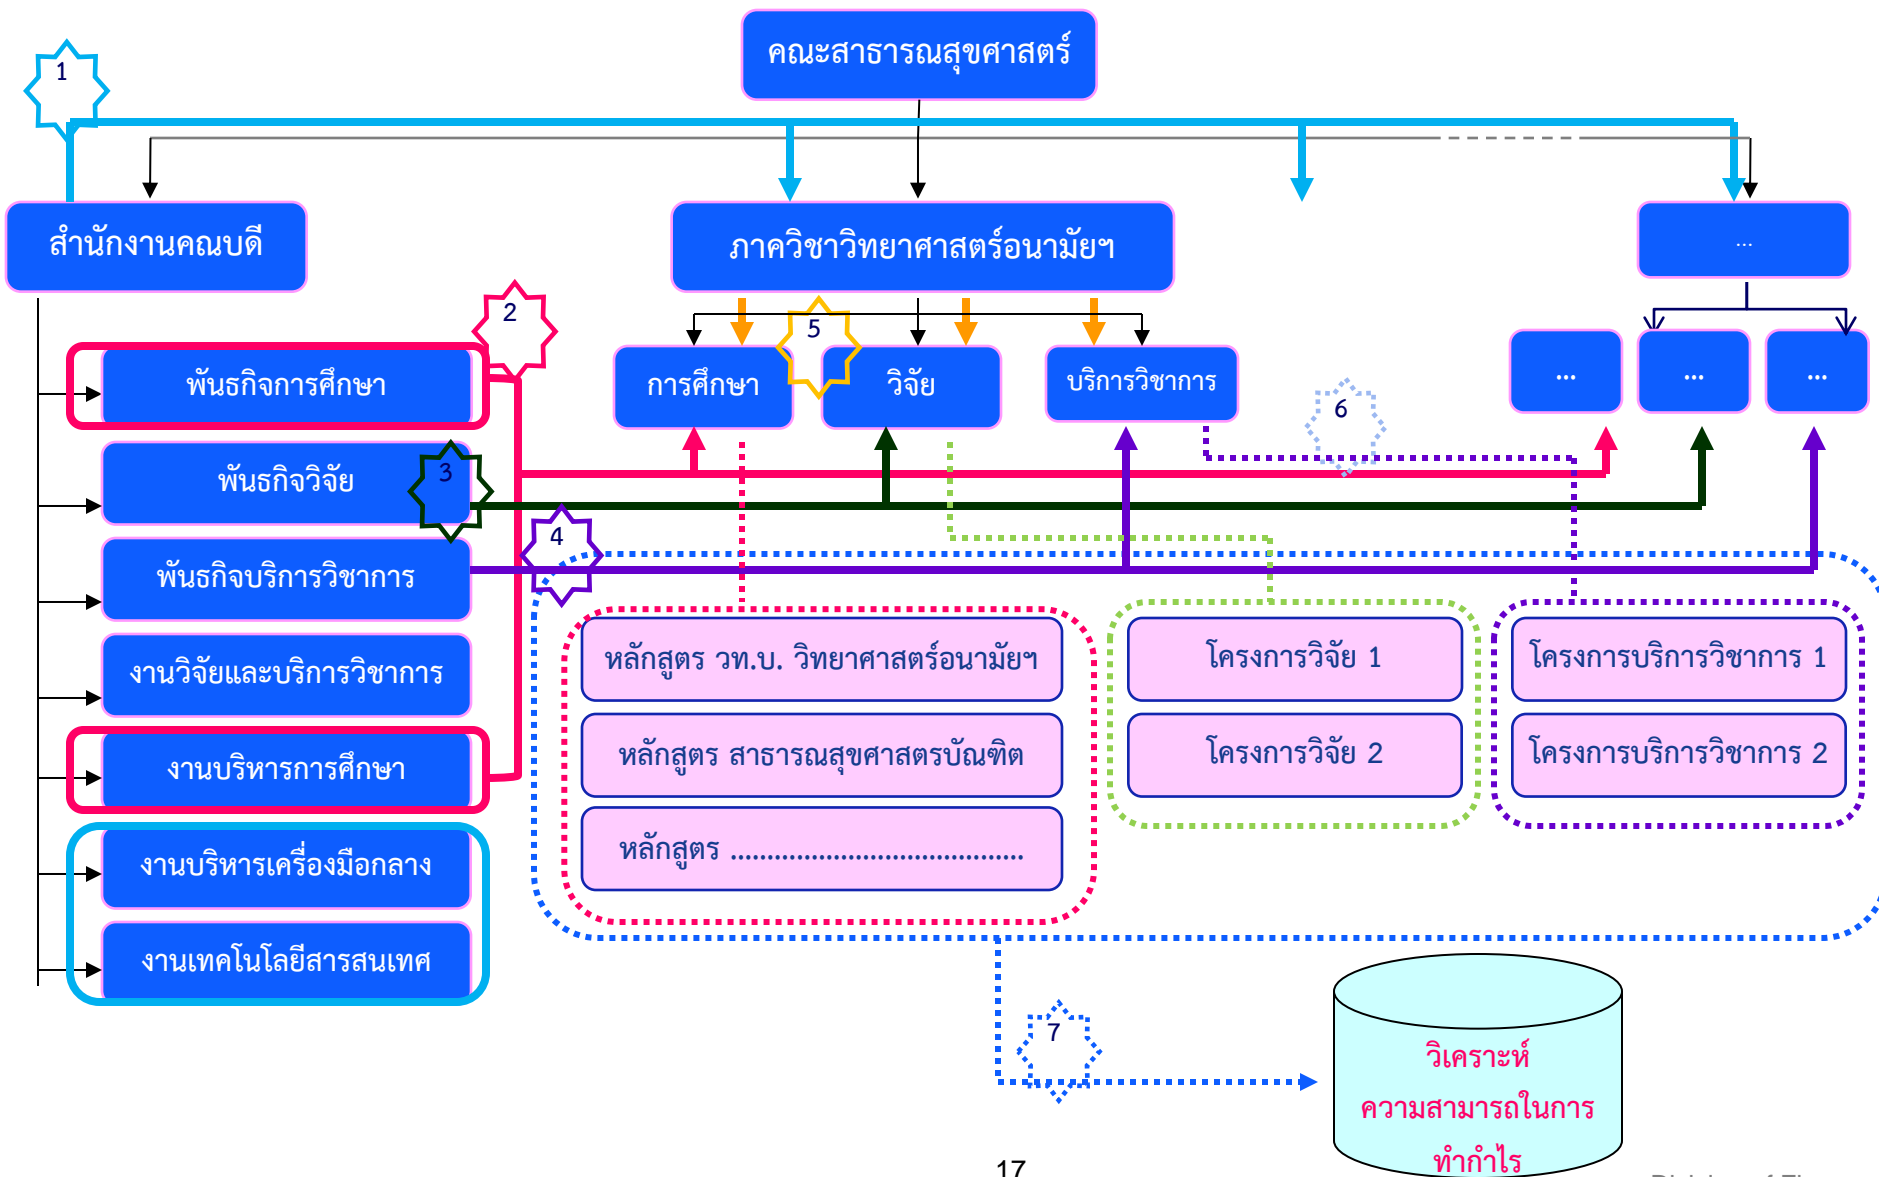 คณะสาธารณสุขศาสตร์
1
สำนักงานคณบดี
ภาควิชาวิทยาศาสตร์อนามัยฯ
...
2
5
พันธกิจการศึกษา
การศึกษา
วิจัย
บริการวิชาการ
6
...
...
...
พันธกิจวิจัย
3
4
พันธกิจบริการวิชาการ
งานวิจัยและบริการวิชาการ
งานบริหารการศึกษา
งานบริหารเครื่องมือกลาง
งานเทคโนโลยีสารสนเทศ
หลักสูตร วท.บ. วิทยาศาสตร์อนามัยฯ
หลักสูตร สาธารณสุขศาสตรบัณฑิต
หลักสูตร ........................................
โครงการวิจัย 1
โครงการวิจัย 2
โครงการบริการวิชาการ 1
โครงการบริการวิชาการ 2
7
วิเคราะห์
ความสามารถในการ
ทำกำไร
17